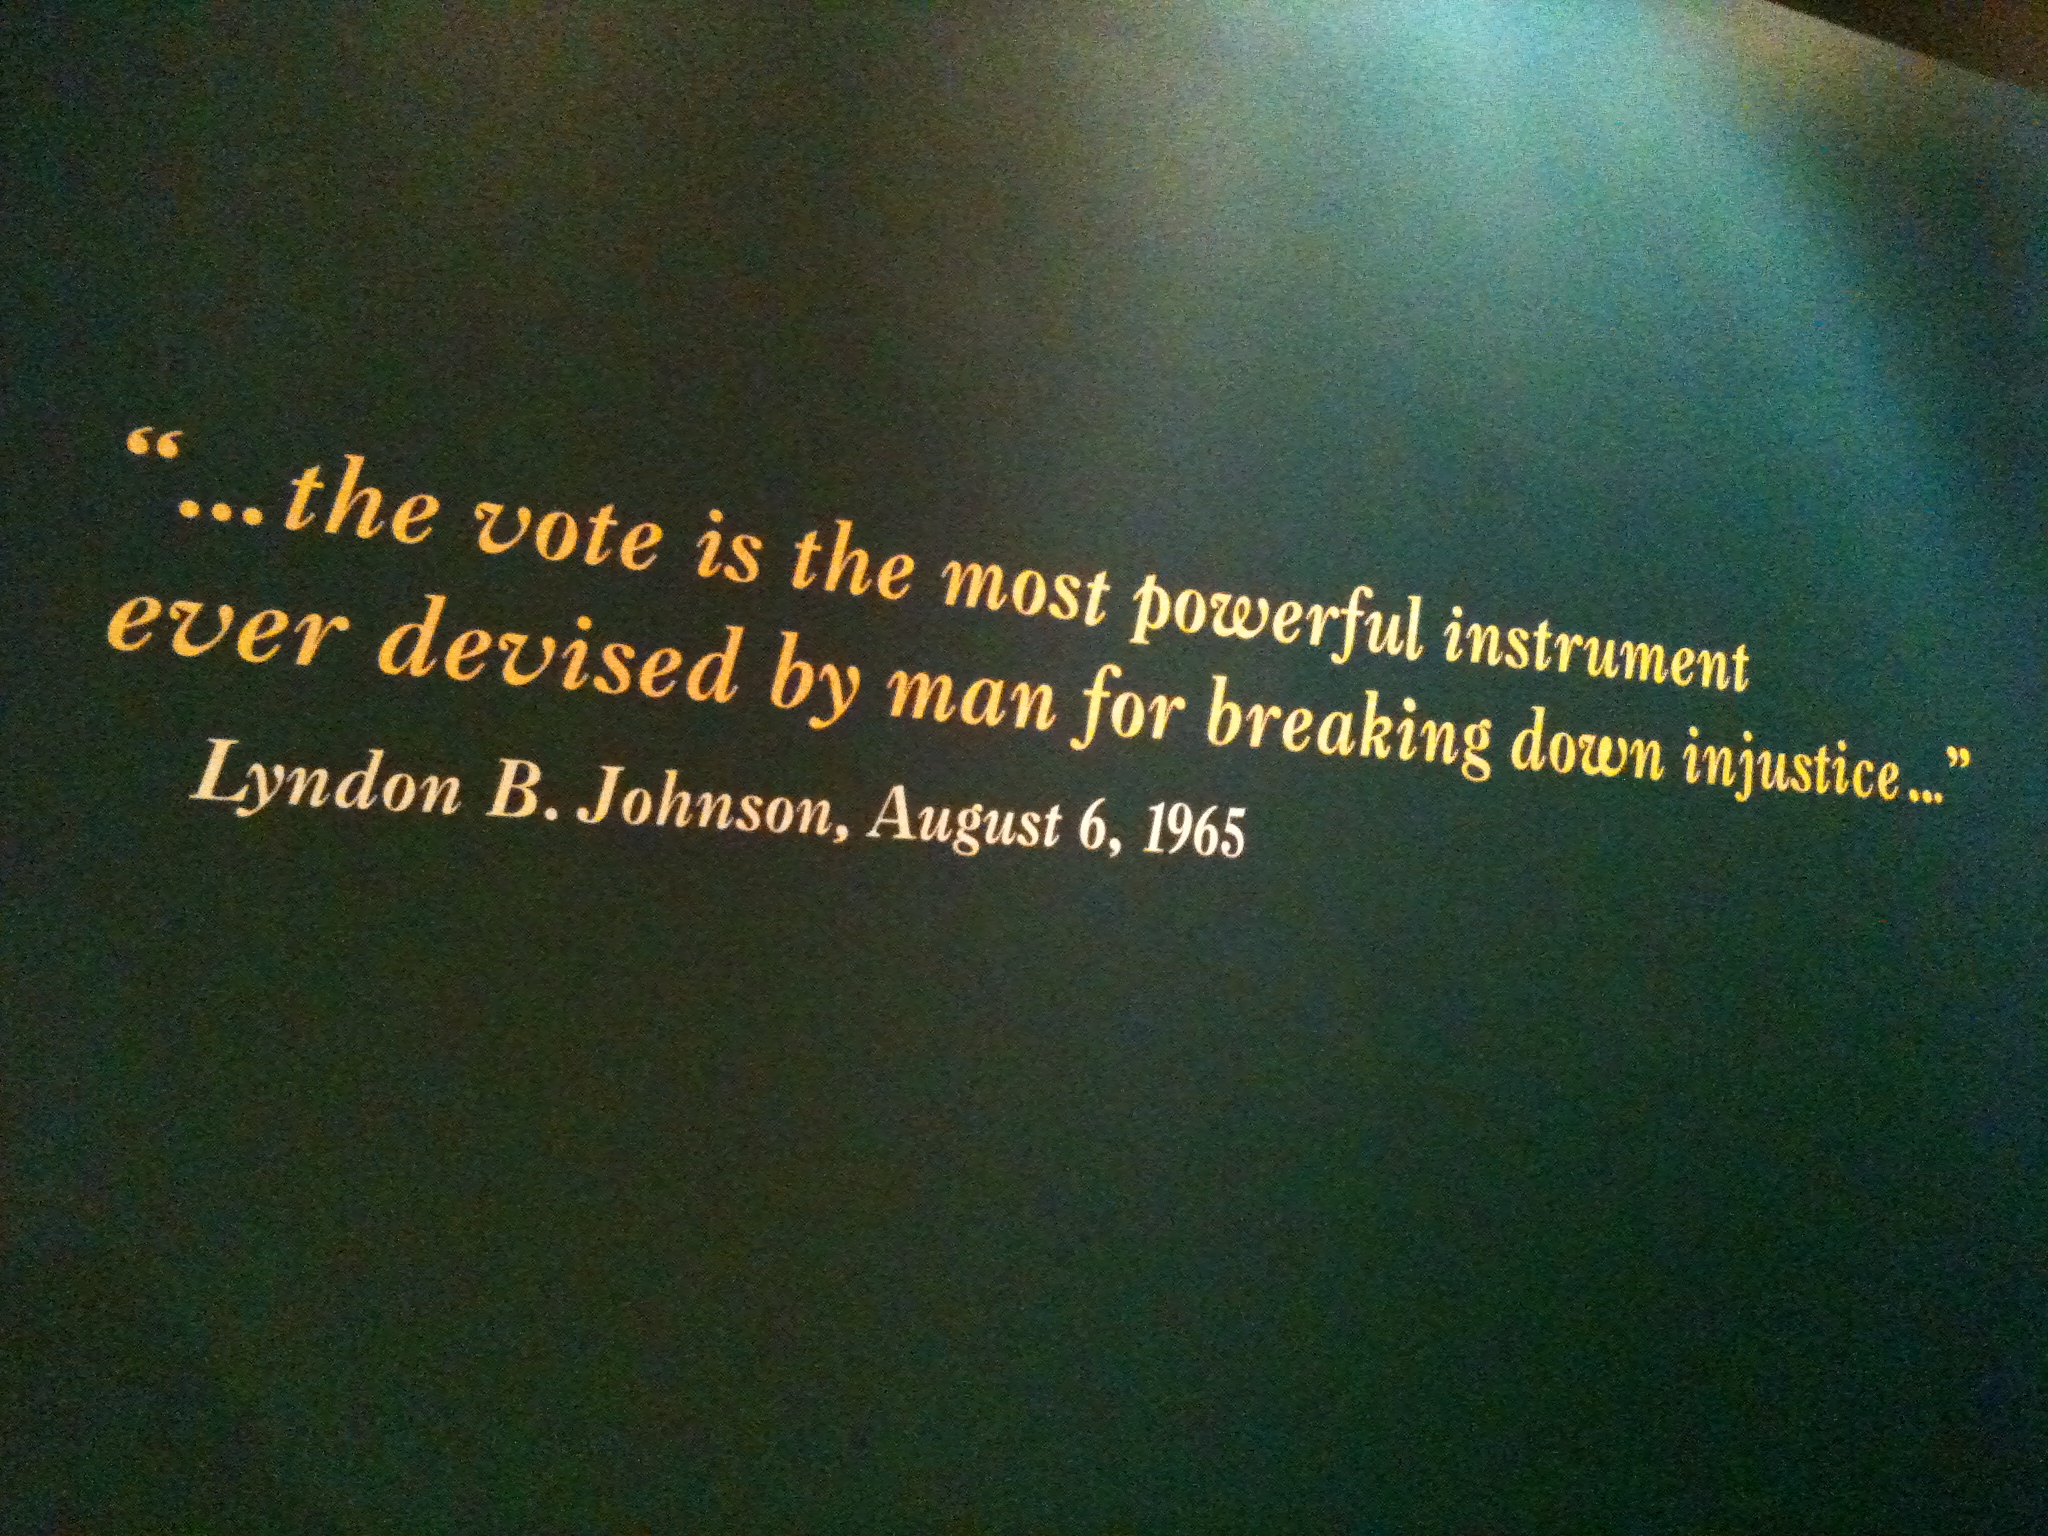 “...the vote is the most powerful instrument
ever devised by man for breaking down injustice...”
Lyndon B. Johnson, August 6, 1965